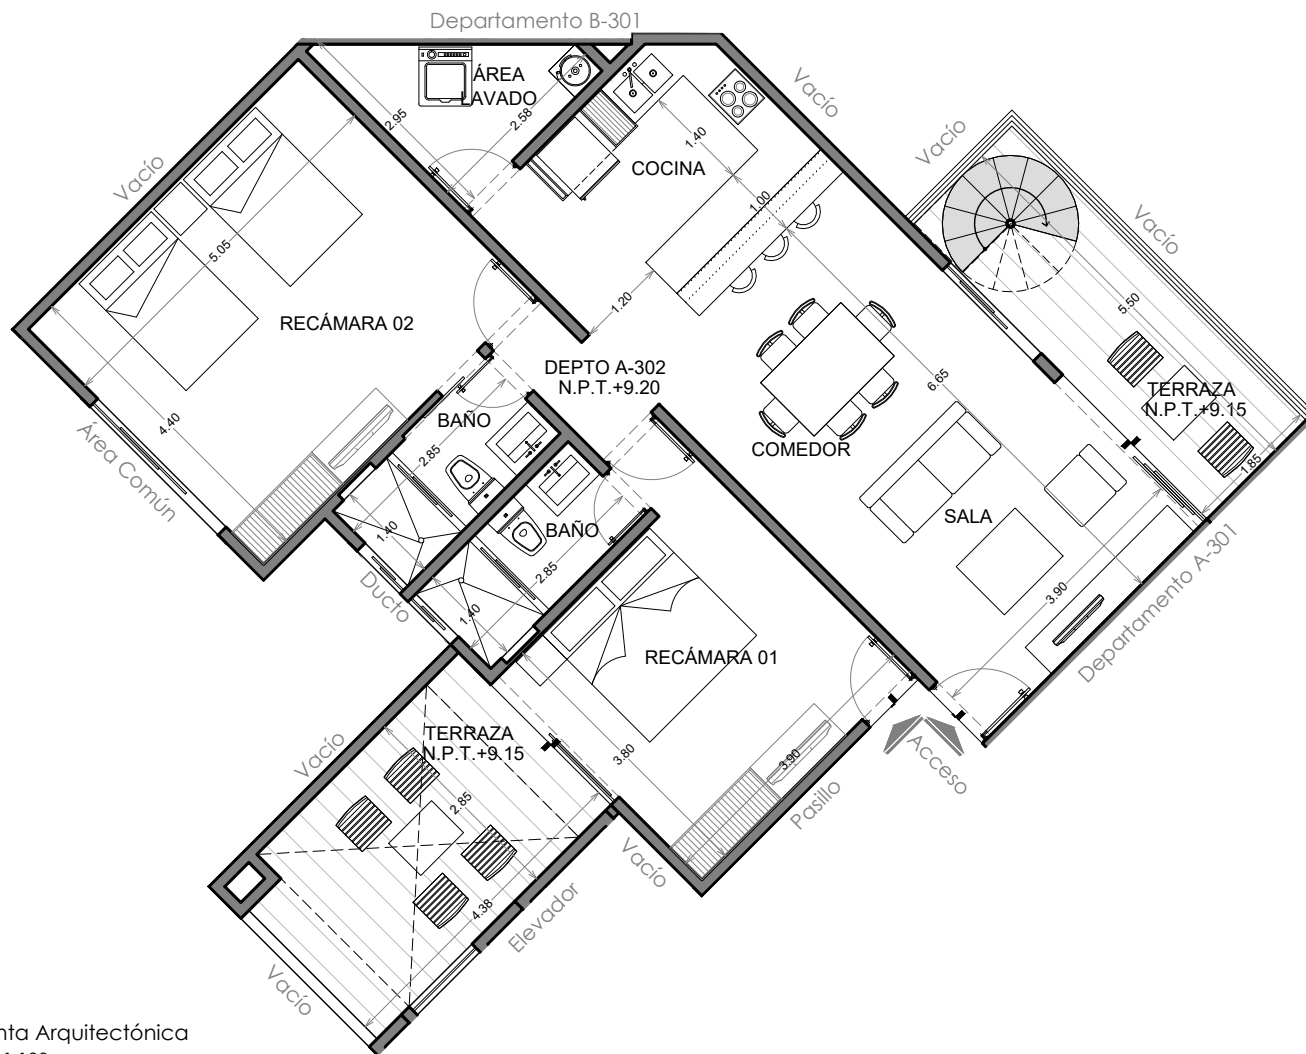 Departamento B-301
ÁREA
LAVADO
2.95
2.58
Vacío
1.40
COCINA
Vacío
Vacío
Vacío
1.00
5.05
5.50
1.20
RECÁMARA 02
DEPTO A-302
N.P.T.+9.20
6.65
TERRAZA
N.P.T.+9.15
4.40
BAÑO
COMEDOR
2.85
1.85
Área Común
SALA
BAÑO
1.40
Ducto
2.85
Departamento A-301
3.90
1.40
RECÁMARA 01
TERRAZA
N.P.T.+9.15
Vacío
3.80
3.90
Acceso
Pasillo
2.85
Vacío
4.38
Elevador
Vacío
nta Arquitectónica